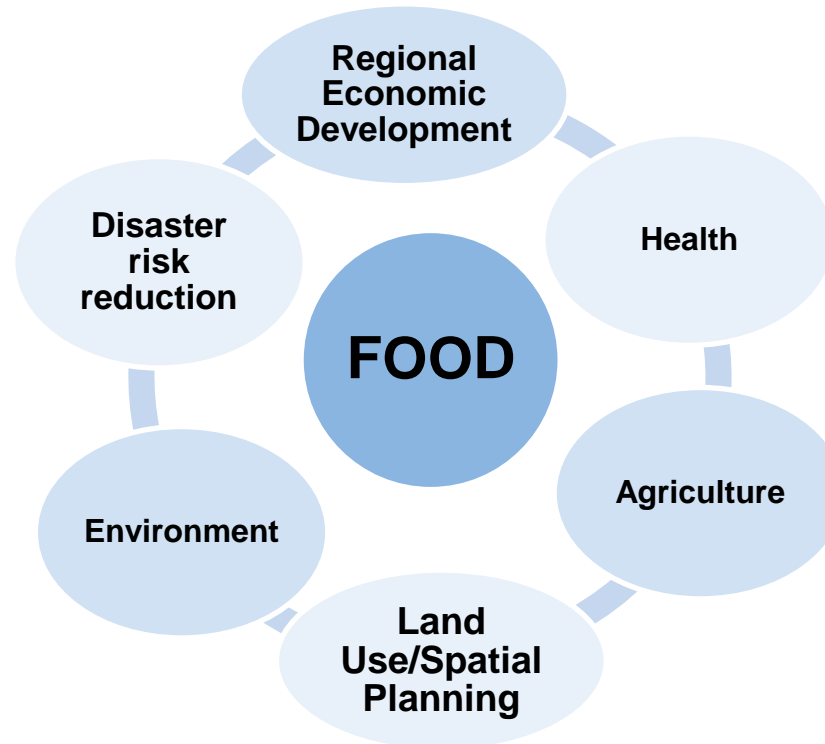 Regional
Economic
Development
Health
Disaster
risk
reduction
FOOD
Agriculture
Environment
Land
Use/Spatial
Planning